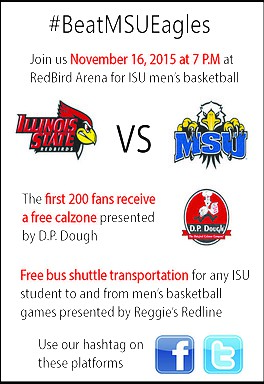 #BeatMSUEagles
Join us November 16, 2015 at 7 P.M at
RedBird Arena for ISU men's basketball
ILLINOIS
STATE
REDBIRDS
VS
MSU
The first 200 fans receive
a free calzone presented
by D.P. Dough
D.P. Dough
Free bus shuttle transportation for any ISU
student to and from men's basketball
games presented by Reggie's Redline
Use our hashtag on
these platforms
f
t